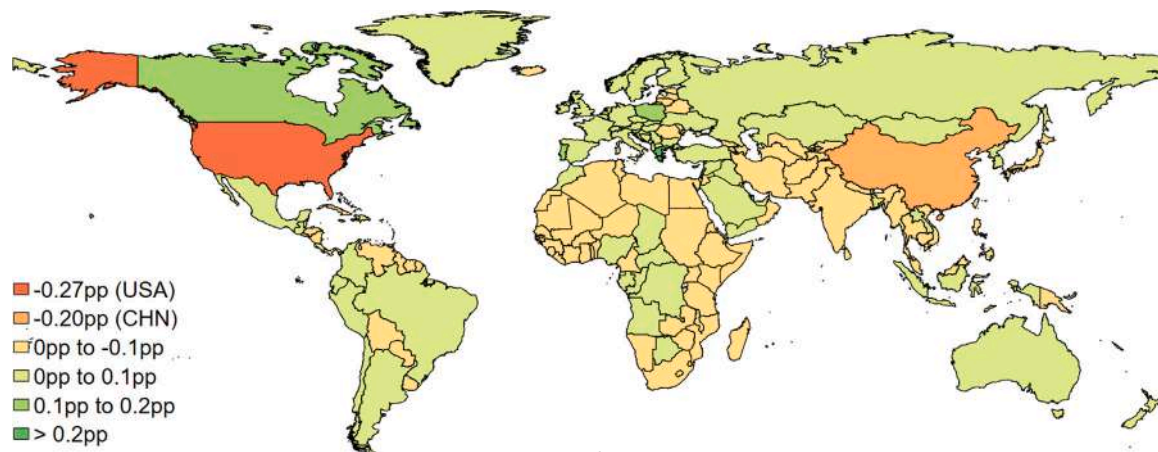 -0.27pp (USA)
-0.20pp (CHN)
0pp to -0.1pp
0pp to 0.1pp
0.1pp to 0.2pp
> 0.2pp